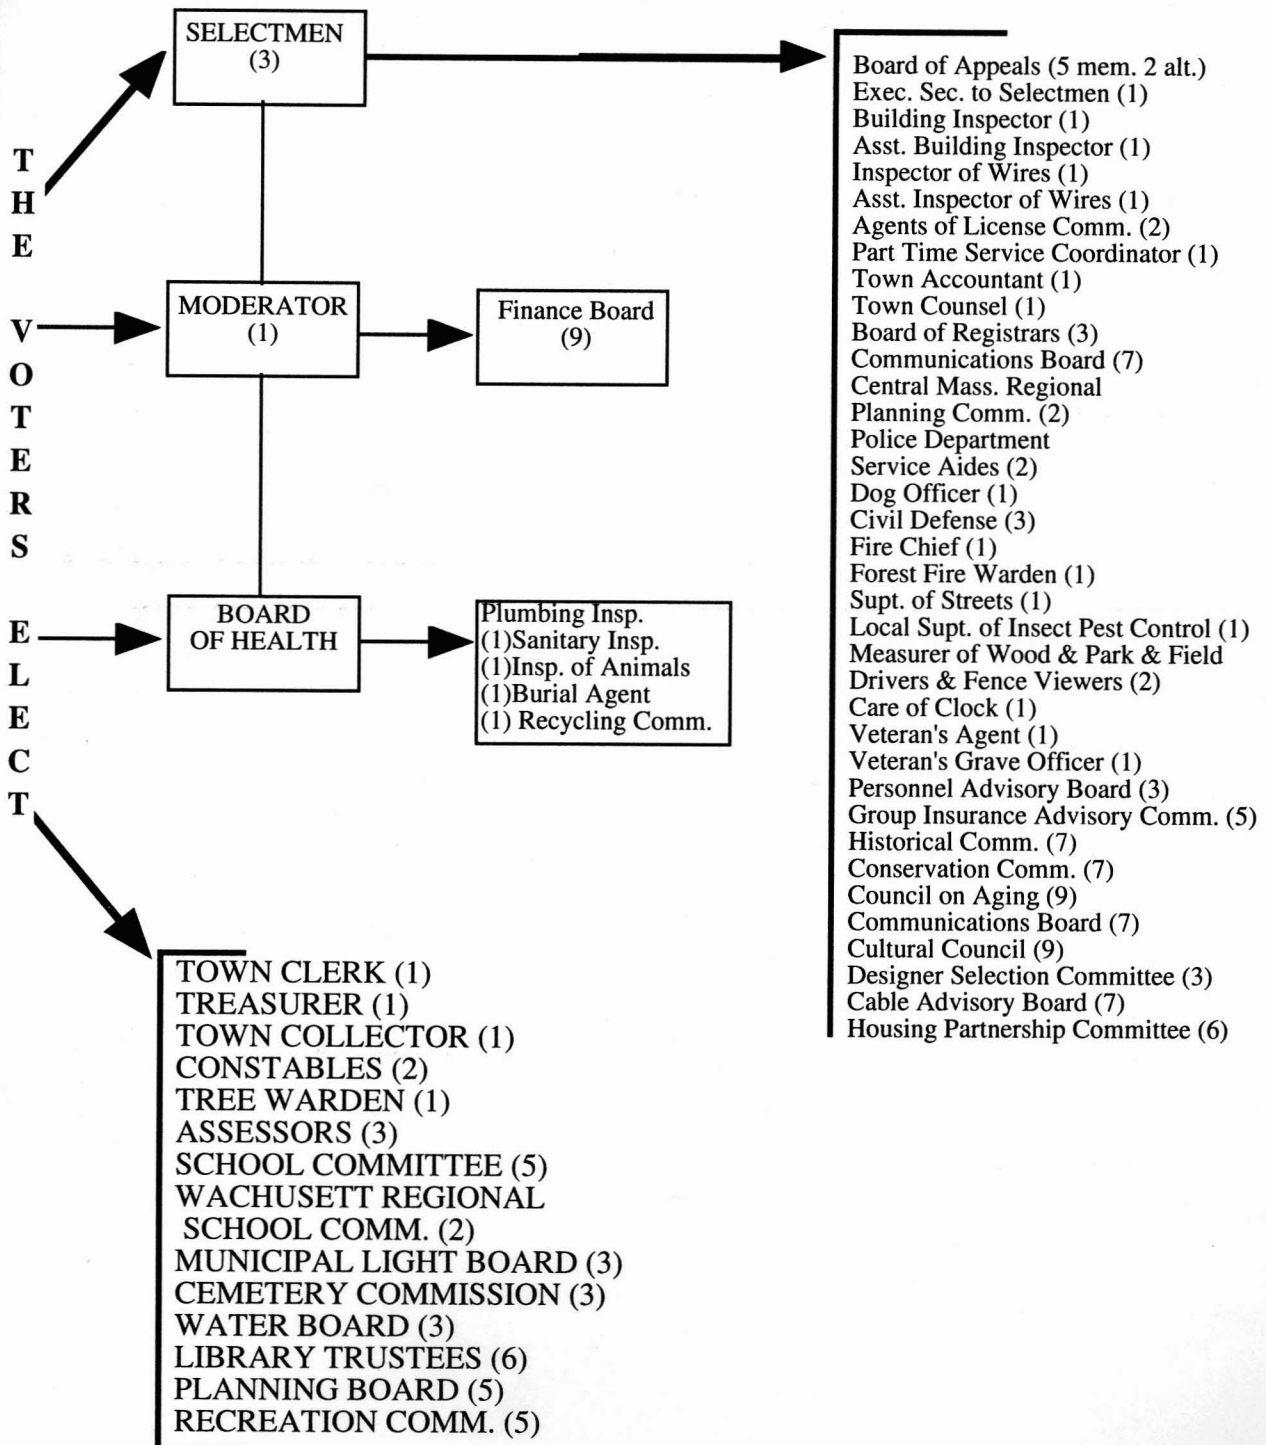 THE VOTERS ELECT
SELECTMEN
(3)
MODERATOR
(1)
Finance Board
(9)
BOARD
OF HEALTH
Plumbing Insp.
(1)Sanitary Insp.
(1)Insp. of Animals
(1)Burial Agent
(1) Recycling Comm.
Board of Appeals (5 mem. 2 alt.)
Exec. Sec. to Selectmen (1)
Building Inspector (1)
Asst. Building Inspector (1)
Inspector of Wires (1)
Asst. Inspector of Wires (1)
Agents of License Comm. (2)
Part Time Service Coordinator (1)
Town Accountant (1)
Town Counsel (1)
Board of Registrars (3)
Communications Board (7)
Central Mass. Regional
Planning Comm. (2)
Police Department
Service Aides (2)
Dog Officer (1)
Civil Defense (3)
Fire Chief (1)
Forest Fire Warden (1)
Supt. of Streets (1)
Local Supt. of Insect Pest Control (1)
Measurer of Wood & Park & Field
Drivers & Fence Viewers (2)
Care of Clock (1)
Veteran's Agent (1)
Veteran's Grave Officer (1)
Personnel Advisory Board (3)
Group Insurance Advisory Comm. (5)
Historical Comm. (7)
Conservation Comm. (7)
Council on Aging (9)
Communications Board (7)
Cultural Council (9)
Designer Selection Committee (3)
Cable Advisory Board (7)
Housing Partnership Committee (6)
TOWN CLERK (1)
TREASURER (1)
TOWN COLLECTOR (1)
CONSTABLES (2)
TREE WARDEN (1)
ASSESSORS (3)
SCHOOL COMMITTEE (5)
WACHUSETT REGIONAL
SCHOOL COMM. (2)
MUNICIPAL LIGHT BOARD (3)
CEMETERY COMMISSION (3)
WATER BOARD (3)
LIBRARY TRUSTEES (6)
PLANNING BOARD (5)
RECREATION COMM. (5)